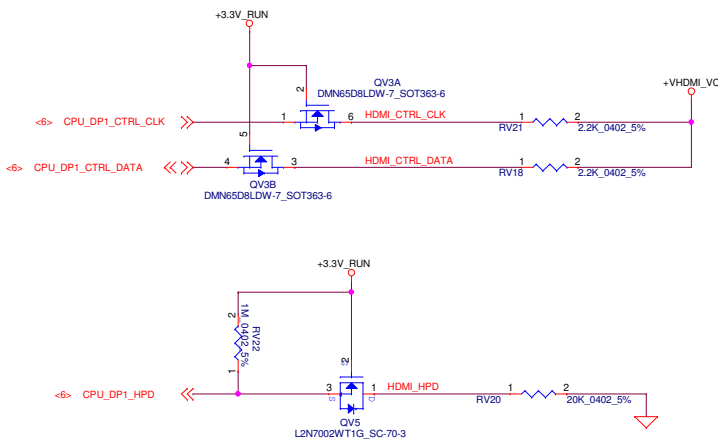 +3.3V_RUN
QV3A
DMN65D8LDW-7_SOT363-6
2
+VHDMI_VC
<6> CPU_DP1_CTRL_CLK 1 6 HDMI_CTRL_CLK 1 2
RV21 2.2K_0402_5%
5
<6> CPU_DP1_CTRL_DATA 4 3 HDMI_CTRL_DATA 1 2
RV18 2.2K_0402_5%
QV3B
DMN65D8LDW-7_SOT363-6
+3.3V_RUN
2
RV22
1M_0402_5%
1
2
G
<6> CPU_DP1_HPD 3 1 HDMI_HPD 1 2
S D
RV20 20K_0402_5%
QV5
L2N7002WT1G_SC-70-3